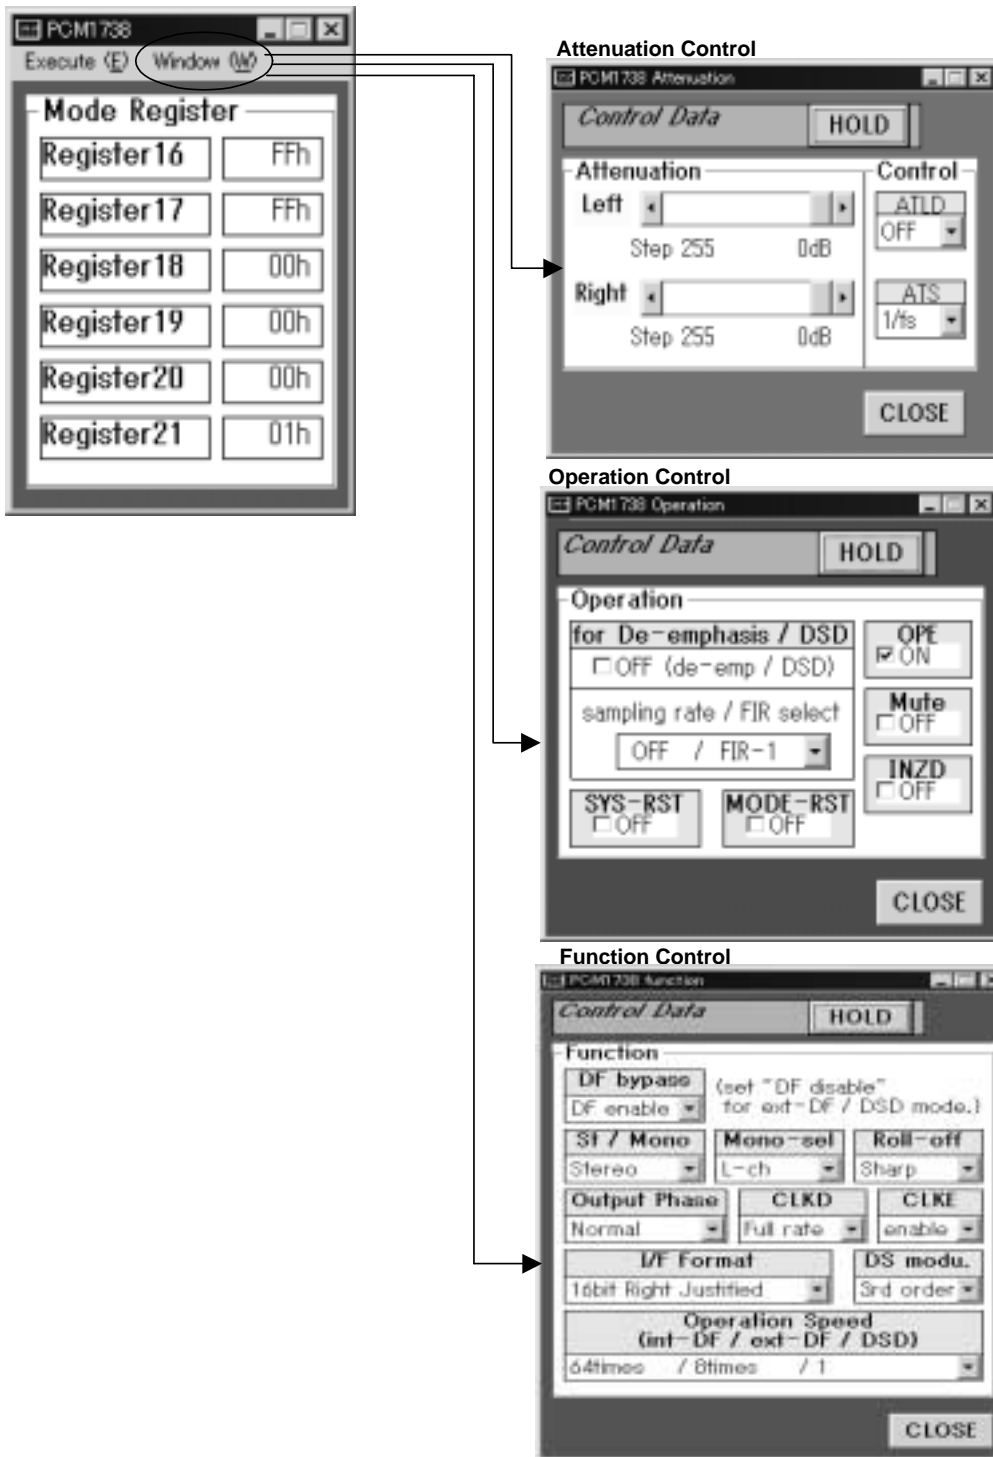 PCM1738
Execute (E) Window (W)
Mode Register
Register16 FFh
Register17 FFh
Register18 00h
Register19 00h
Register20 00h
Register21 01h
Attenuation Control
PCM1738 Attenuation
Control Data HOLD
Attenuation Control
Left ATLD
OFF
Step 255 0dB
Right ATS
1/fs
Step 255 0dB
CLOSE
Operation Control
PCM1738 Operation
Control Data HOLD
Operation
for De-emphasis / DSD OPE
OFF (de-emp / DSD) ON
sampling rate / FIR select Mute
OFF
OFF / FIR-1
INZD
OFF
SYS-RST MODE-RST
OFF OFF
CLOSE
Function Control
PCM1738 function
Control Data HOLD
Function
DF bypass (set "DF disable"
DF enable for ext-DF / DSD mode.)
St / Mono Mono-sel Roll-off
Stereo L-ch Sharp
Output Phase CLKD CLKE
Normal Full rate enable
I/F Format DS modu.
16bit Right Justified 3rd order
Operation Speed
(int-DF / ext-DF / DSD)
64times / 8times / 1
CLOSE